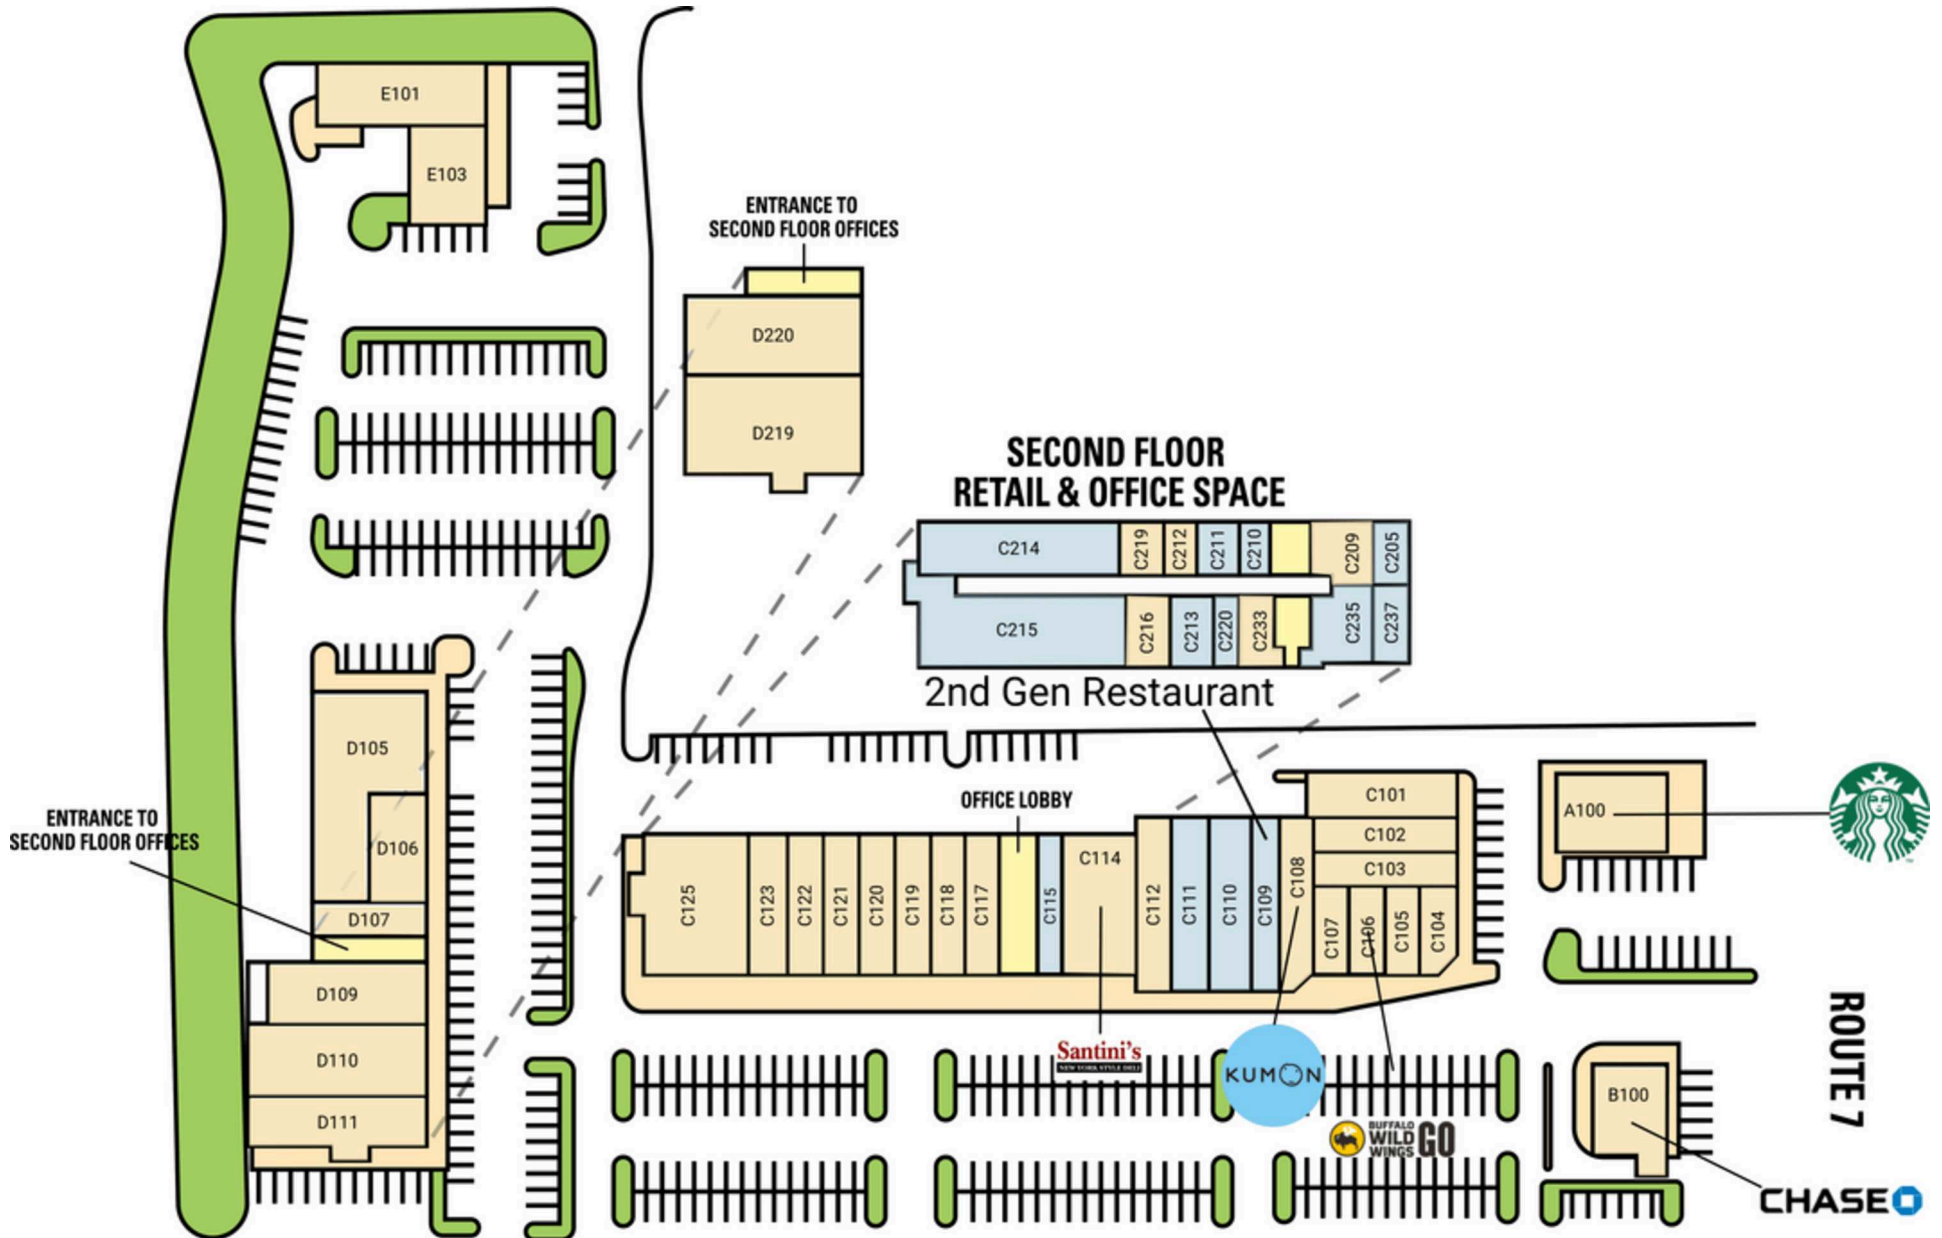 E101
E103
ENTRANCE TO
SECOND FLOOR OFFICES
D220
D219
SECOND FLOOR
RETAIL & OFFICE SPACE
C214
C219
C212
C211
C210
C209
C205
C215
C216
C213
C220
C233
C235
C237
2nd Gen Restaurant
D105
D106
D107
ENTRANCE TO
SECOND FLOOR OFFICES
D109
D110
D111
OFFICE LOBBY
C125
C123
C122
C121
C120
C119
C118
C117
C115
C114
C112
C111
C110
C109
C108
C101
C102
C103
C107
C106
C105
C104
A100
Santini's
NEW YORK STYLE DELI
KUMON
BUFFALO
WILD
WINGS
GO
B100
ROUTE 7
CHASE